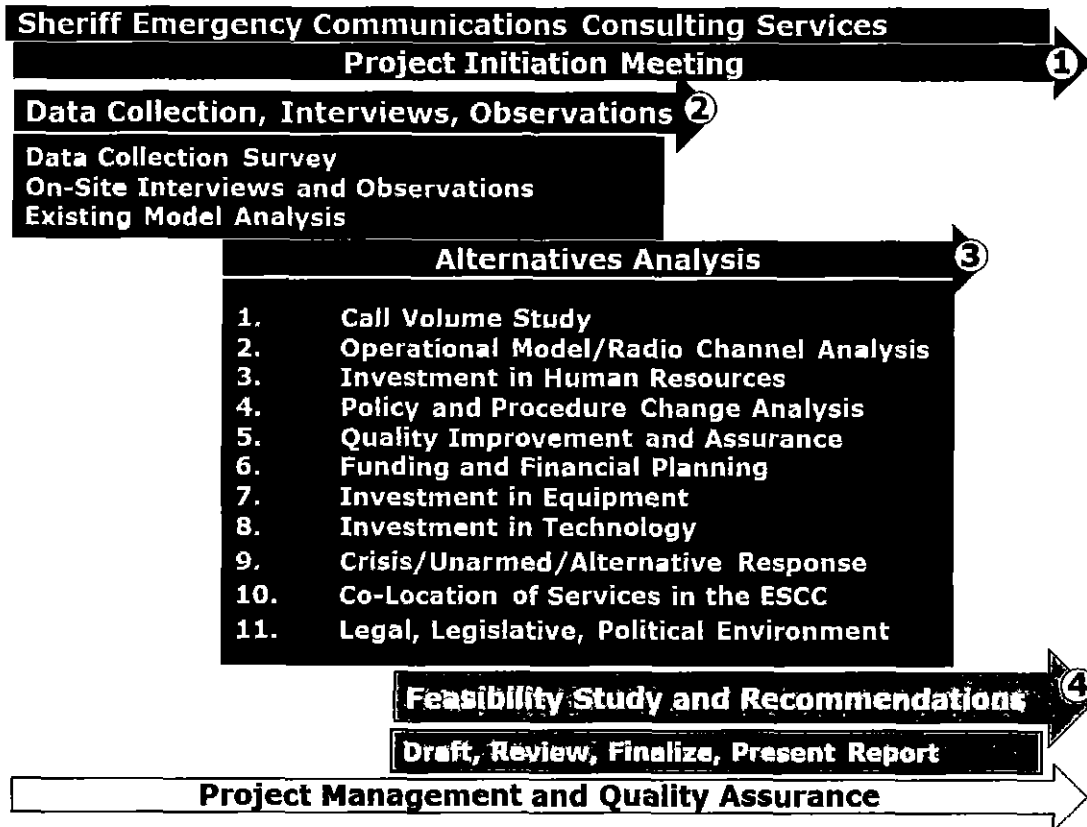 Sheriff Emergency Communications Consulting Services
Project Initiation Meeting 1
Data Collection, Interviews, Observations 2
Data Collection Survey
On-Site Interviews and Observations
Existing Model Analysis
Alternatives Analysis 3
1. Call Volume Study
2. Operational Model/Radio Channel Analysis
3. Investment in Human Resources
4. Policy and Procedure Change Analysis
5. Quality Improvement and Assurance
6. Funding and Financial Planning
7. Investment in Equipment
8. Investment in Technology
9. Crisis/Unarmed/Alternative Response
10. Co-Location of Services in the ESCC
11. Legal, Legislative, Political Environment
Feasibility Study and Recommendations 4
Draft, Review, Finalize, Present Report
Project Management and Quality Assurance